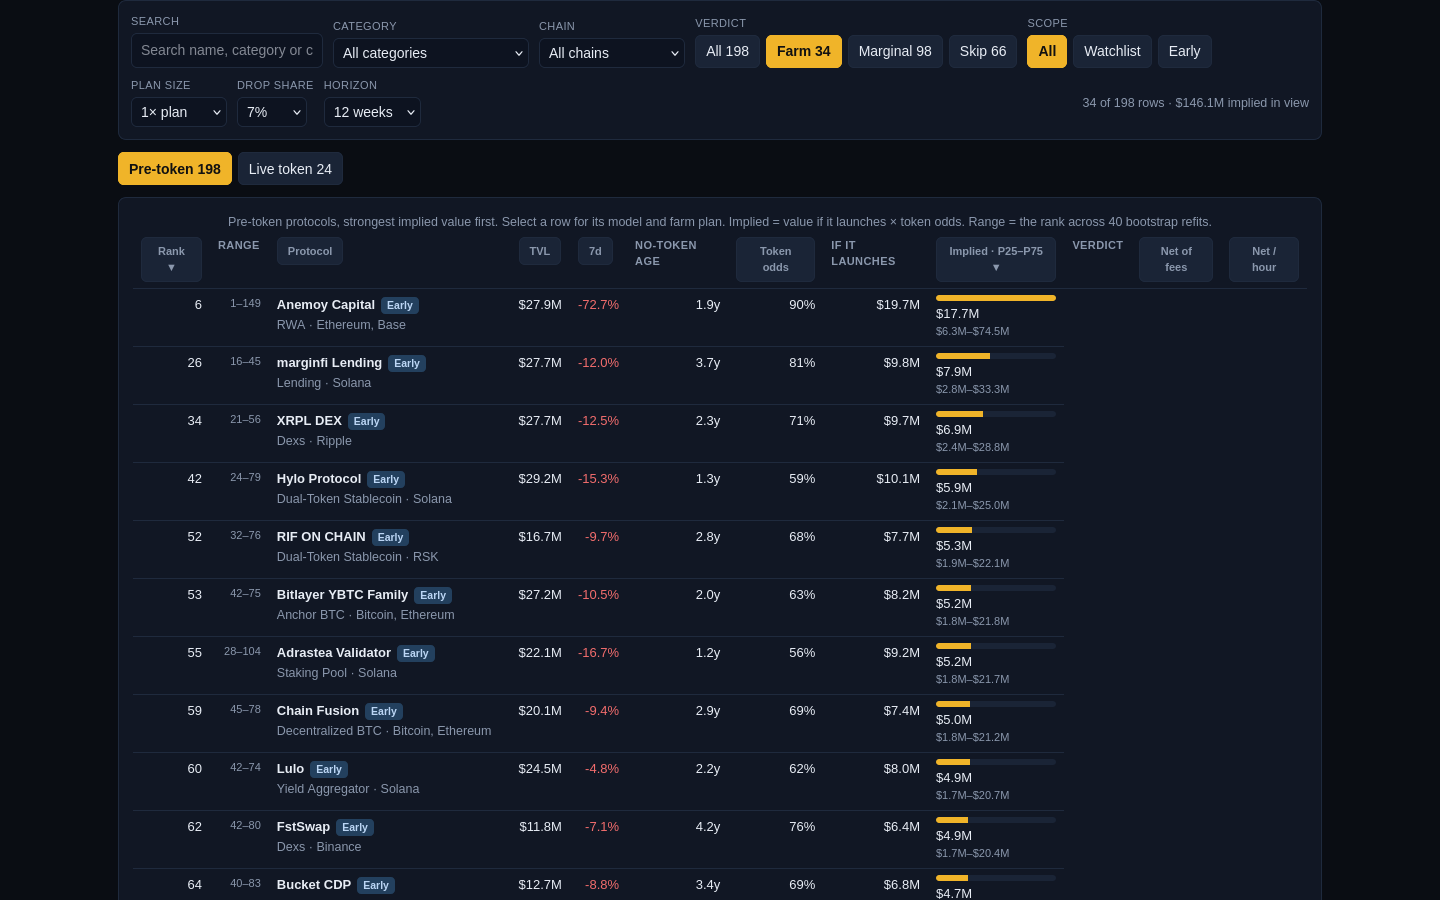 SEARCH CATEGORY CHAIN VERDICT SCOPE
Search name, category or c All categories All chains All 198 Farm 34 Marginal 98 Skip 66 All Watchlist Early
PLAN SIZE DROP SHARE HORIZON
1× plan 7% 12 weeks 34 of 198 rows · $146.1M implied in view
Pre-token 198 Live token 24
Pre-token protocols, strongest implied value first. Select a row for its model and farm plan. Implied = value if it launches × token odds. Range = the rank across 40 bootstrap refits.
Rank ▼ RANGE Protocol TVL 7d NO-TOKEN AGE Token odds IF IT LAUNCHES Implied · P25–P75 ▼ VERDICT Net of fees Net / hour
6 1–149 Anemoy Capital Early $27.9M -72.7% 1.9y 90% $19.7M $17.7M
RWA · Ethereum, Base $6.3M–$74.5M
26 16–45 marginfi Lending Early $27.7M -12.0% 3.7y 81% $9.8M $7.9M
Lending · Solana $2.8M–$33.3M
34 21–56 XRPL DEX Early $27.7M -12.5% 2.3y 71% $9.7M $6.9M
Dexs · Ripple $2.4M–$28.8M
42 24–79 Hylo Protocol Early $29.2M -15.3% 1.3y 59% $10.1M $5.9M
Dual-Token Stablecoin · Solana $2.1M–$25.0M
52 32–76 RIF ON CHAIN Early $16.7M -9.7% 2.8y 68% $7.7M $5.3M
Dual-Token Stablecoin · RSK $1.9M–$22.1M
53 42–75 Bitlayer YBTC Family Early $27.2M -10.5% 2.0y 63% $8.2M $5.2M
Anchor BTC · Bitcoin, Ethereum $1.8M–$21.8M
55 28–104 Adrastea Validator Early $22.1M -16.7% 1.2y 56% $9.2M $5.2M
Staking Pool · Solana $1.8M–$21.7M
59 45–78 Chain Fusion Early $20.1M -9.4% 2.9y 69% $7.4M $5.0M
Decentralized BTC · Bitcoin, Ethereum $1.8M–$21.2M
60 42–74 Lulo Early $24.5M -4.8% 2.2y 62% $8.0M $4.9M
Yield Aggregator · Solana $1.7M–$20.7M
62 42–80 FstSwap Early $11.8M -7.1% 4.2y 76% $6.4M $4.9M
Dexs · Binance $1.7M–$20.4M
64 40–83 Bucket CDP Early $12.7M -8.8% 3.4y 69% $6.8M $4.7M